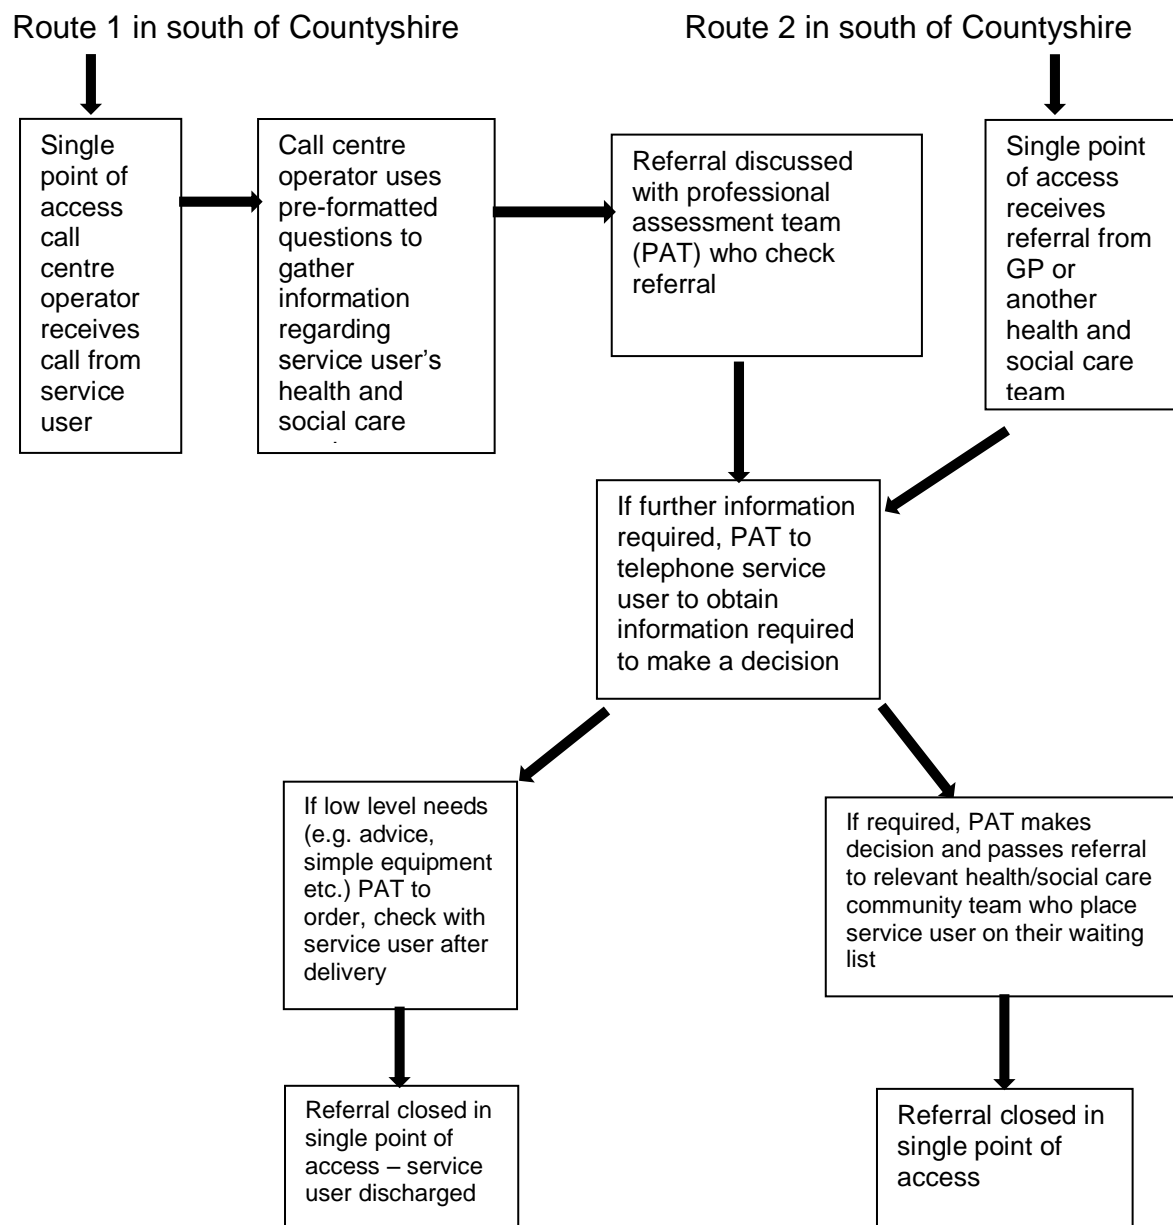 Route 1 in south of Countyshire
Route 2 in south of Countyshire
Single
point of
access
call
centre
operator
receives
call from
service
user
Call centre
operator uses
pre-formatted
questions to
gather
information
regarding
service user's
health and
social care
Referral discussed
with professional
assessment team
(PAT) who check
referral
Single point
of access
receives
referral from
GP or
another
health and
social care
team
If further information
required, PAT to
telephone service
user to obtain
information required
to make a decision
If low level needs
(e.g. advice,
simple equipment
etc.) PAT to
order, check with
service user after
delivery
If required, PAT makes
decision and passes referral
to relevant health/social care
community team who place
service user on their waiting
list
Referral closed in
single point of
access – service
user discharged
Referral closed in
single point of
access